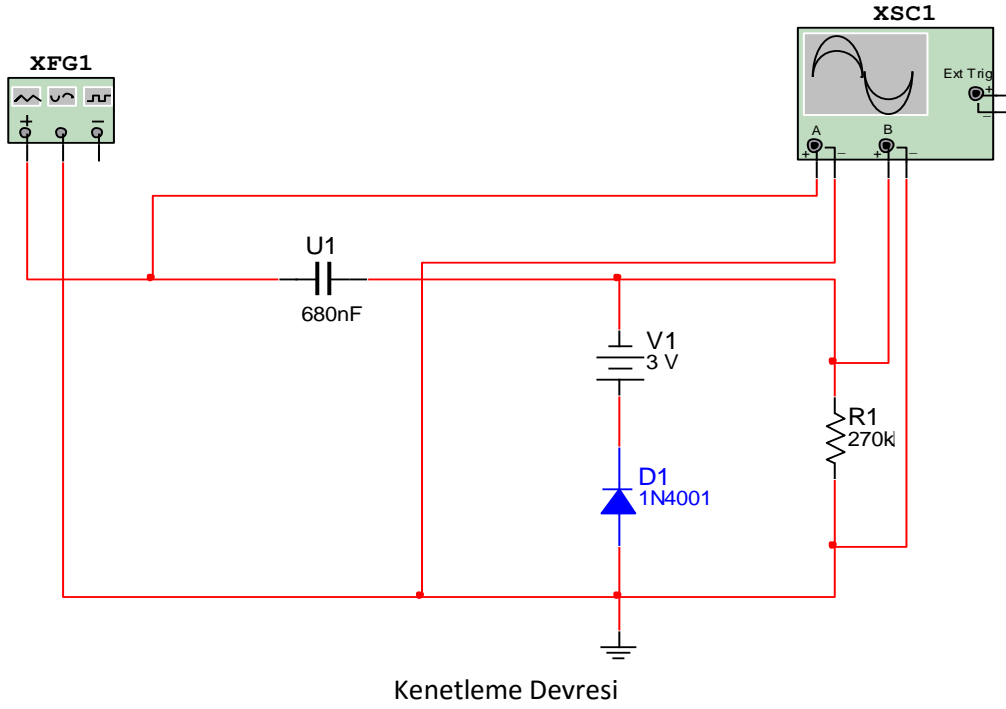 XSC1
XFG1
Ext Trig
+
–
A
B
+
–
+
–
+
–
U1
680nF
V1
3 V
R1
270k
D1
1N4001
Kenetleme Devresi